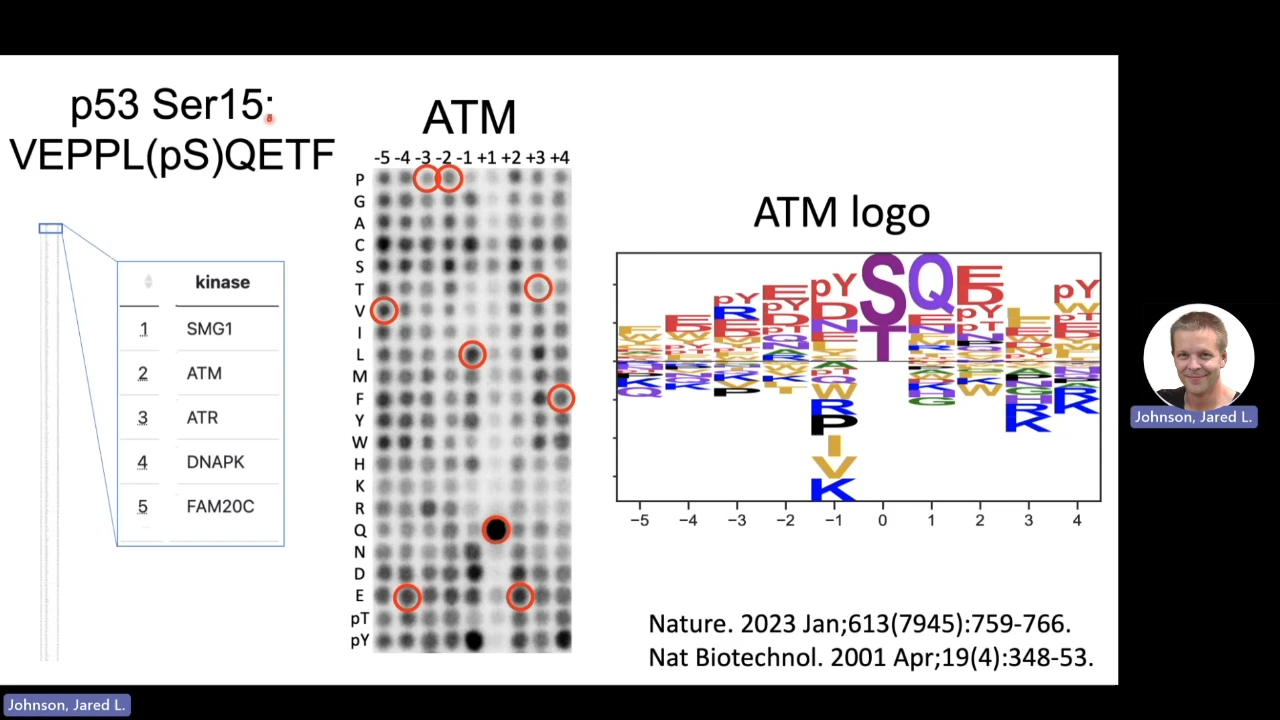 p53 Ser15:
VEPPL(pS)QETF
kinase
1 SMG1
2 ATM
3 ATR
4 DNAPK
5 FAM20C
ATM
-5 -4 -3 -2 -1 +1 +2 +3 +4
P
G
A
C
S
T
V
I
L
M
F
Y
W
H
K
R
Q
N
D
E
pT
pY
ATM logo
pY S Q E
D T D
pY
−5 −4 −3 −2 −1 0 1 2 3 4
Nature. 2023 Jan;613(7945):759-766.
Nat Biotechnol. 2001 Apr;19(4):348-53.
Johnson, Jared L.
Johnson, Jared L.